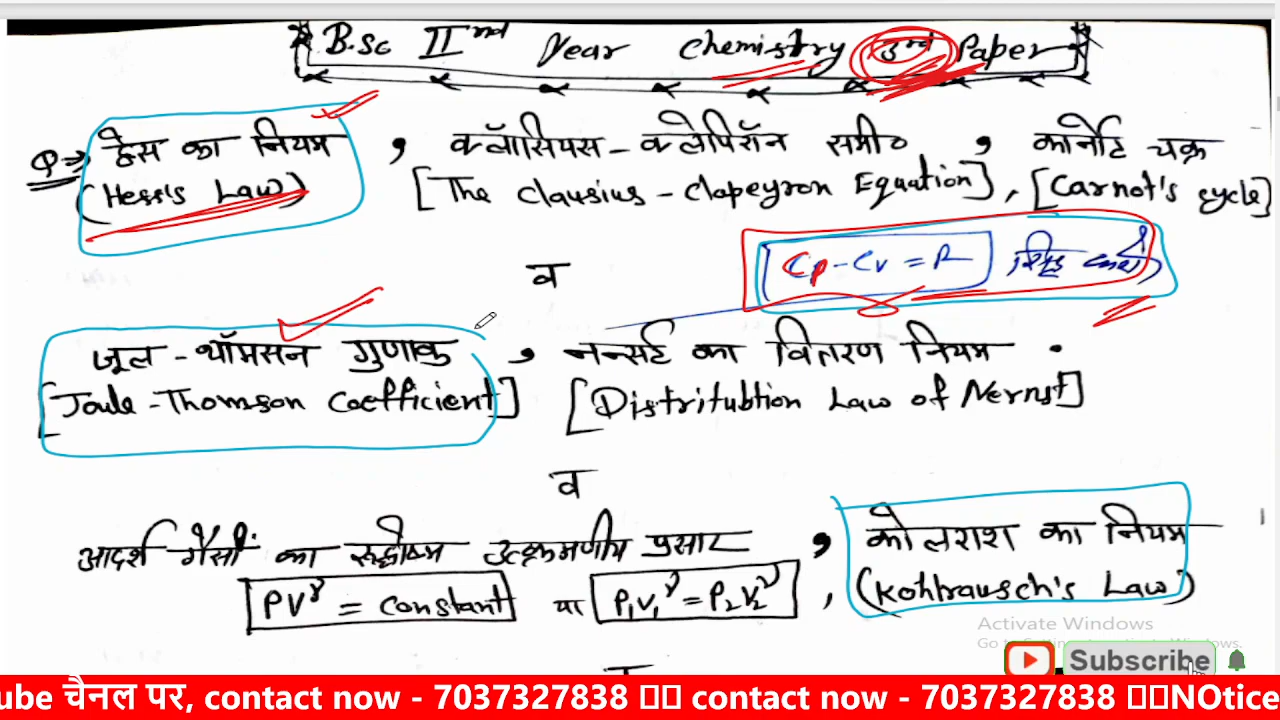 B.Sc IInd Year Chemistry 3rd Paper
Q⇒ हेस का नियम , क्लॉसियस-क्लेपिरॉन समी० , कार्नोट चक्र
(Hess's Law) [The Clausius-Clapeyron Equation], [Carnot's cycle]
व
Cp-Cv = R सिद्ध करो
जूल-थॉमसन गुणांक , नर्न्सट का वितरण नियम .
[Joule-Thomson Coefficient] [Distritubtion Law of Nernst]
व
आदर्श गैसों का रूद्धोष्म उत्क्रमणीय प्रसार , कोलराश का नियम
PVγ = constant या P1V1γ = P2V2γ , (Kohlrausch's Law)
Activate Windows
Subscribe
ube चैनल पर, contact now - 7037327838 contact now - 7037327838 NOtice